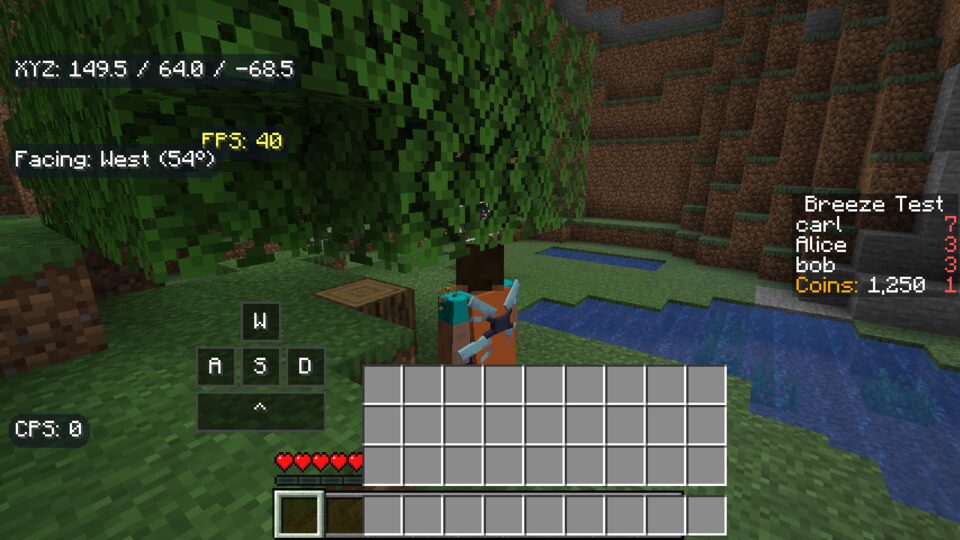 XYZ: 149.5 / 64.0 / -68.5
FPS: 40
Facing: West (54º)
Breeze Test
carl 7
Alice 3
bob 3
Coins: 1,250 1
W
A S D
^
CPS: 0